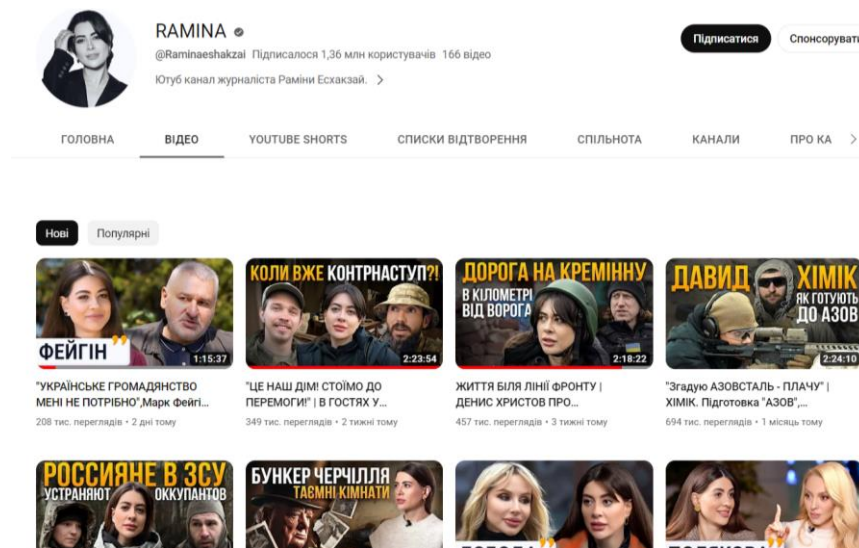 RAMINA
@Raminaeshakzai Підписалося 1,36 млн користувачів 166 відео
Ютуб канал журналіста Раміни Есхакзай.
Підписатися
Спонсорувати
ГОЛОВНА ВІДЕО YOUTUBE SHORTS СПИСКИ ВІДТВОРЕННЯ СПІЛЬНОТА КАНАЛИ ПРО КА
Нові Популярні
ФЕЙГІН
1:15:37
КОЛИ ВЖЕ КОНТРНАСТУП?!
2:23:54
ДОРОГА НА КРЕМІННУ
В КІЛОМЕТРІ
ВІД ВОРОГА
2:18:22
ДАВИД ХІМІК
ЯК ГОТУЮТЬ
ДО АЗОВ
2:24:10
"УКРАЇНСЬКЕ ГРОМАДЯНСТВО
МЕНІ НЕ ПОТРІБНО",Марк Фейгі...
208 тис. переглядів • 2 дні тому
"ЦЕ НАШ ДІМ! СТОЇМО ДО
ПЕРЕМОГИ!" | В ГОСТЯХ У...
349 тис. переглядів • 2 тижні тому
ЖИТТЯ БІЛЯ ЛІНІЇ ФРОНТУ |
ДЕНИС ХРИСТОВ ПРО...
457 тис. переглядів • 3 тижні тому
"Згадую АЗОВСТАЛЬ - ПЛАЧУ" |
ХІМІК. Підготовка "АЗОВ",...
694 тис. переглядів • 1 місяць тому
РОССИЯНЕ В ЗСУ
УСТРАНЯЮТ ОККУПАНТОВ
БУНКЕР ЧЕРЧІЛЛЯ
ТАЄМНІ КІМНАТИ